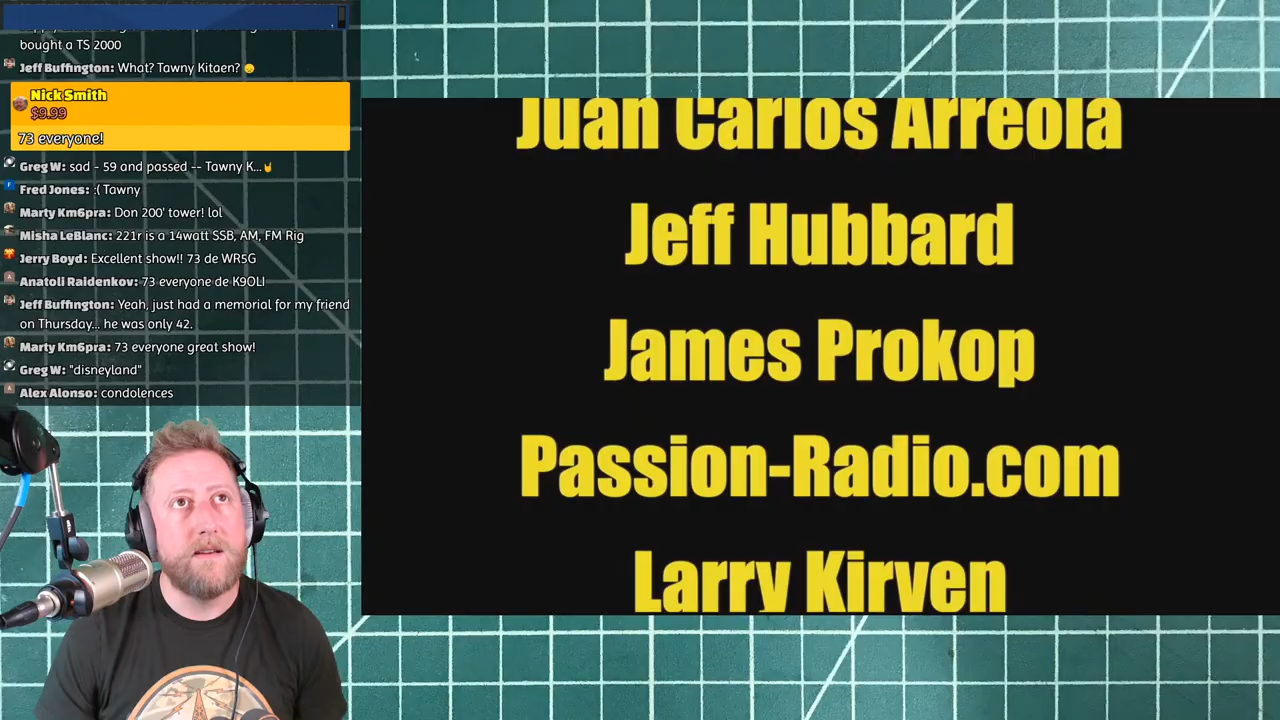 bought a TS 2000
Jeff Buffington: What? Tawny Kitaen? 😞
Nick Smith
$9.99
73 everyone!
Greg W: sad - 59 and passed -- Tawny K...🤘
Fred Jones: :( Tawny
Marty Km6pra: Don 200' tower! lol
Misha LeBlanc: 221r is a 14watt SSB, AM, FM Rig
Jerry Boyd: Excellent show!! 73 de WR5G
Anatoli Raidenkov: 73 everyone de K9OLI
Jeff Buffington: Yeah, just had a memorial for my friend
on Thursday... he was only 42.
Marty Km6pra: 73 everyone great show!
Greg W: "disneyland"
Alex Alonso: condolences
Juan Carlos Arreola
Jeff Hubbard
James Prokop
Passion-Radio.com
Larry Kirven